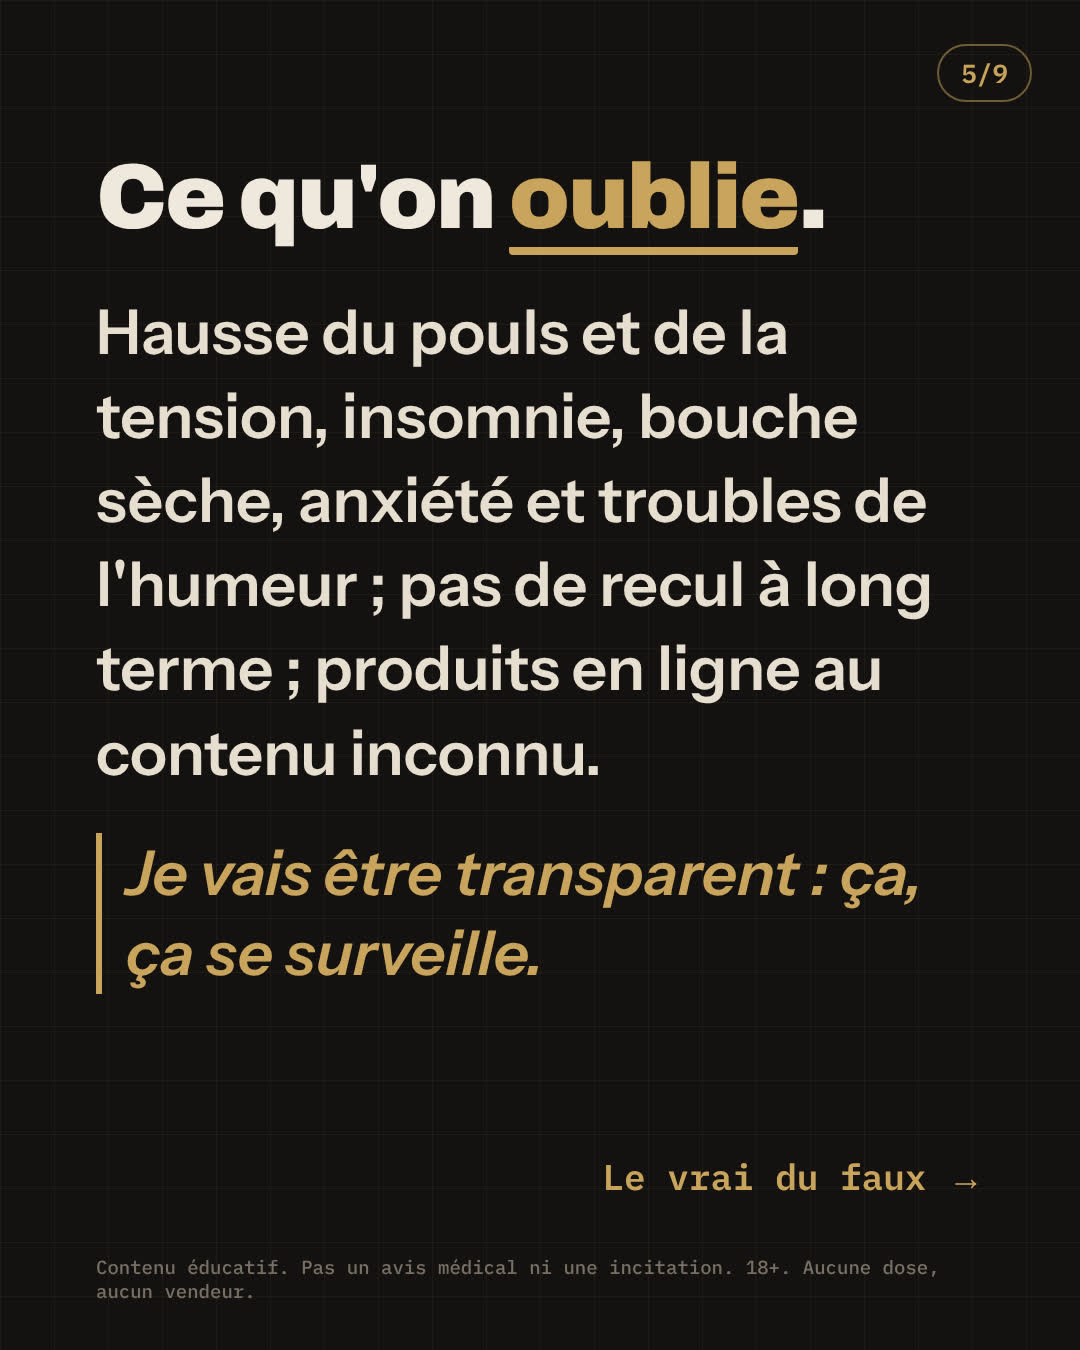 5/9
Ce qu'on oublie.
Hausse du pouls et de la
tension, insomnie, bouche
sèche, anxiété et troubles de
l'humeur ; pas de recul à long
terme ; produits en ligne au
contenu inconnu.
Je vais être transparent : ça,
ça se surveille.
Le vrai du faux →
Contenu éducatif. Pas un avis médical ni une incitation. 18+. Aucune dose,
aucun vendeur.